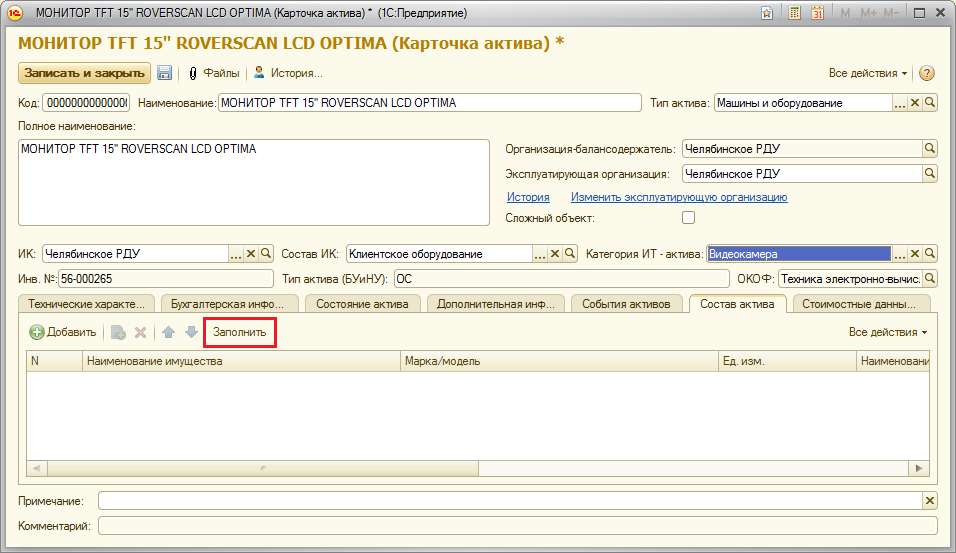 МОНИТОР TFT 15" ROVERSCAN LCD OPTIMA (Карточка актива) * (1С:Предприятие)
M M+ M-
МОНИТОР TFT 15" ROVERSCAN LCD OPTIMA (Карточка актива) *
Записать и закрыть Файлы История... Все действия
Код: 00000000000000 Наименование: МОНИТОР TFT 15" ROVERSCAN LCD OPTIMA Тип актива: Машины и оборудование
Полное наименование:
МОНИТОР TFT 15" ROVERSCAN LCD OPTIMA
Организация-балансодержатель: Челябинское РДУ
Эксплуатирующая организация: Челябинское РДУ
История Изменить эксплуатирующую организацию
Сложный объект:
ИК: Челябинское РДУ Состав ИК: Клиентское оборудование Категория ИТ - актива: Видеокамера
Инв. №: 56-000265 Тип актива (БУиНУ): ОС ОКОФ: Техника электронно-вычис.
Технические характе... Бухгалтерская инфо... Состояние актива Дополнительная инф... События активов Состав актива Стоимостные данны...
Добавить Заполнить Все действия
N Наименование имущества Марка/модель Ед. изм. Наименовани
Примечание:
Комментарий: